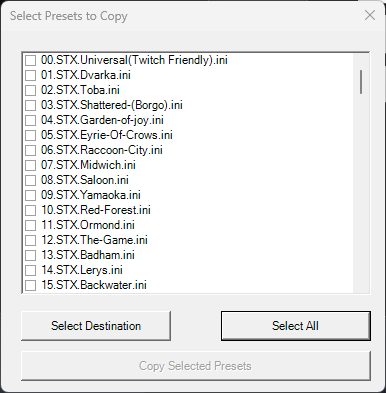 Select Presets to Copy
00.STX.Universal(Twitch Friendly).ini
01.STX.Dvarka.ini
02.STX.Toba.ini
03.STX.Shattered-(Borgo).ini
04.STX.Garden-of-joy.ini
05.STX.Eyrie-Of-Crows.ini
06.STX.Raccoon-City.ini
07.STX.Midwich.ini
08.STX.Saloon.ini
09.STX.Yamaoka.ini
10.STX.Red-Forest.ini
11.STX.Ormond.ini
12.STX.The-Game.ini
13.STX.Badham.ini
14.STX.Lerys.ini
15.STX.Backwater.ini
Select Destination
Select All
Copy Selected Presets